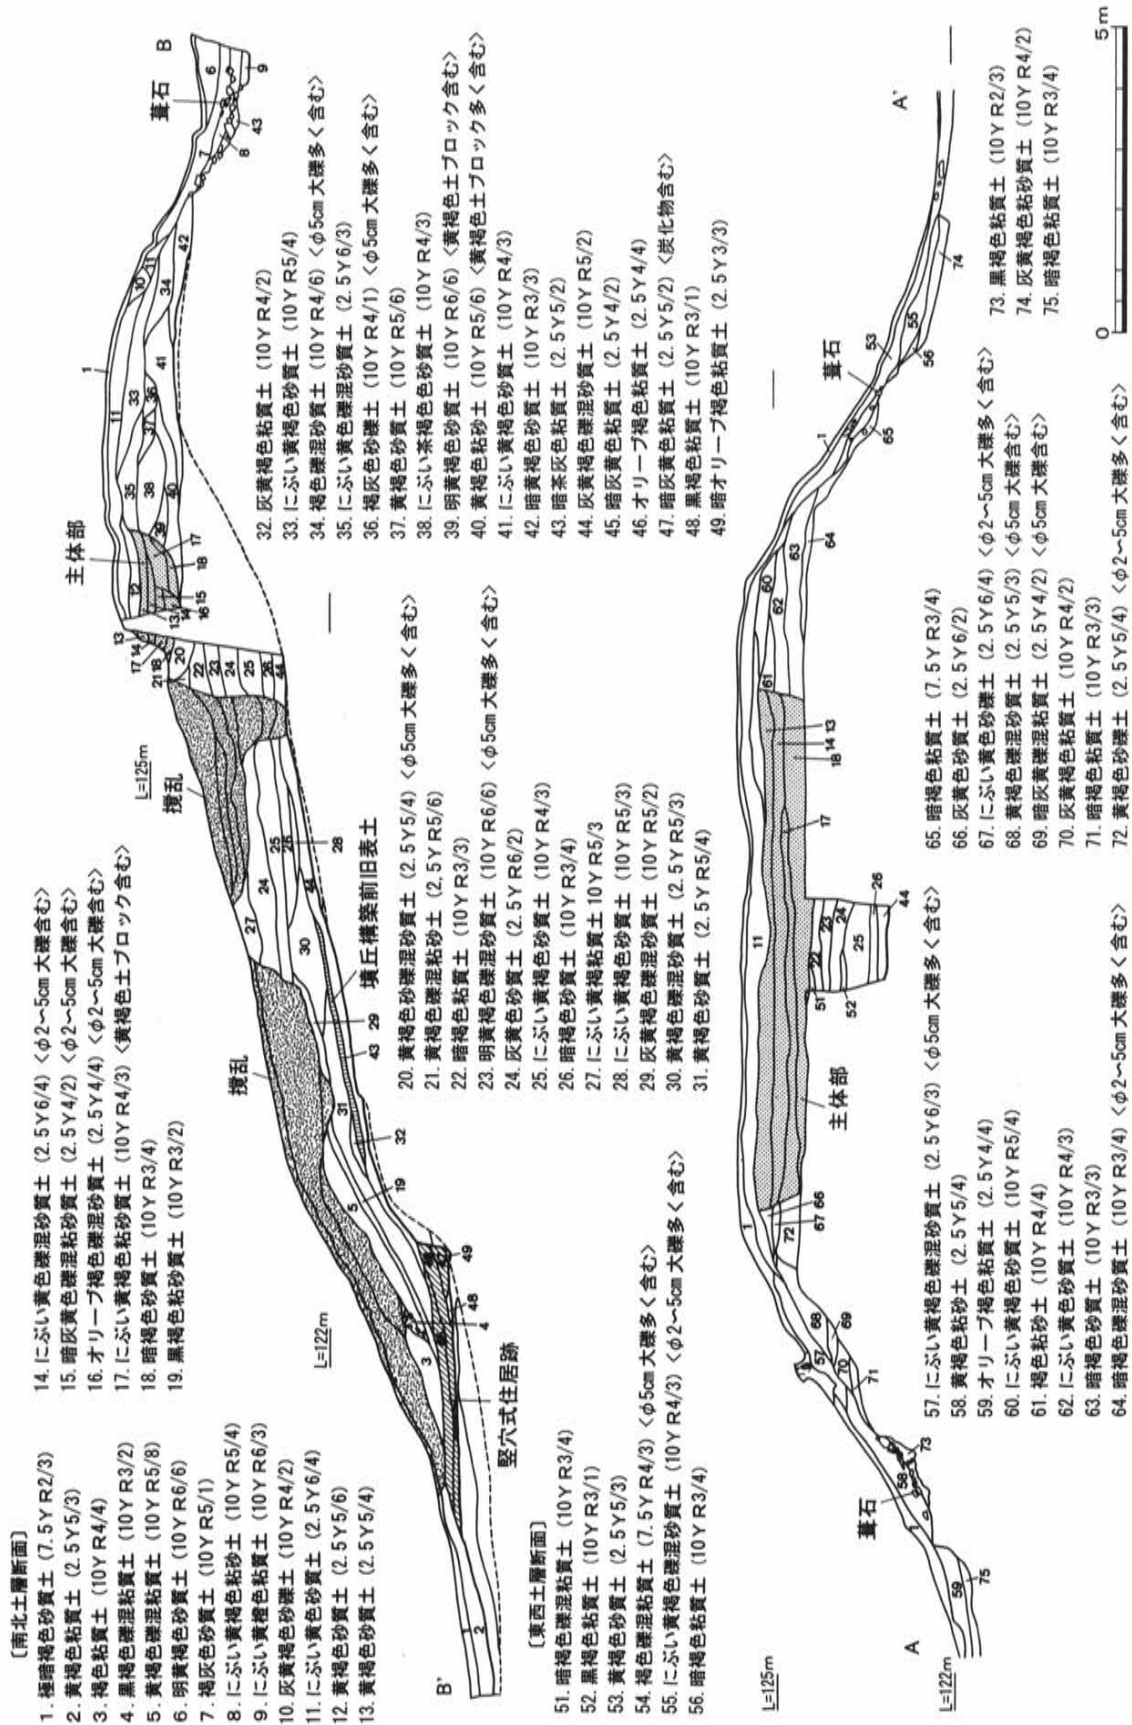 〔南北土層断面〕
1. 極暗褐色砂質土（7.5YR2/3）
2. 黄褐色粘質土（2.5Y5/3）
3. 褐色粘質土（10YR4/4）
4. 黒褐色礫混粘質土（10YR3/2）
5. 黄褐色礫混粘質土（10YR5/8）
6. 明黄褐色砂質土（10YR6/6）
7. 褐灰色砂質土（10YR5/1）
8. にぶい黄褐色粘砂土（10YR5/4）
9. にぶい黄橙色粘質土（10YR6/3）
10. 灰黄褐色砂礫土（10YR4/2）
11. にぶい黄色砂質土（2.5Y6/4）
12. 黄褐色砂質土（2.5Y5/6）
13. 黄褐色砂質土（2.5Y5/4）
14. にぶい黄色礫混砂質土（2.5Y6/4）〈φ2〜5cm大礫含む〉
15. 暗灰黄色礫混粘砂質土（2.5Y4/2）〈φ2〜5cm大礫含む〉
16. オリーブ褐色礫混砂質土（2.5Y4/4）〈φ2〜5cm大礫含む〉
17. にぶい黄褐色粘砂質土（10YR4/3）〈黄褐色土ブロック含む〉
18. 暗褐色砂質土（10YR3/4）
19. 黒褐色粘砂質土（10YR3/2）
20. 黄褐色砂礫混砂質土（2.5Y5/4）〈φ5cm大礫多く含む〉
21. 黄褐色礫混粘砂土（2.5YR5/6）
22. 暗褐色粘質土（10YR3/3）
23. 明黄褐色礫混砂質土（10YR6/6）〈φ5cm大礫多く含む〉
24. 灰黄色砂質土（2.5YR6/2）
25. にぶい黄褐色砂質土（10YR4/3）
26. 暗褐色砂質土（10YR3/4）
27. にぶい黄褐粘質土10YR5/3
28. にぶい黄褐色砂質土（10YR5/3）
29. 灰黄褐色礫混砂質土（10YR5/2）
30. 黄褐色礫混砂質土（2.5YR5/3）
31. 黄褐色砂質土（2.5YR5/4）
32. 灰黄褐色粘質土（10YR4/2）
33. にぶい黄褐色砂質土（10YR5/4）
34. 褐色礫混砂質土（10YR4/6）〈φ5cm大礫多く含む〉
35. にぶい黄色礫混砂質土（2.5Y6/3）
36. 褐灰色砂礫土（10YR4/1）〈φ5cm大礫多く含む〉
37. 黄褐色砂質土（10YR5/6）
38. にぶい茶褐色色砂質土（10YR4/3）
39. 明黄褐色砂質土（10YR6/6）〈黄褐色土ブロック含む〉
40. 黄褐色粘砂土（10YR5/6）〈黄褐色土ブロック多く含む〉
41. にぶい黄褐色砂質土（10YR4/3）
42. 暗黄褐色砂質土（10YR3/3）
43. 暗茶灰色粘質土（2.5Y5/2）
44. 灰黄褐色礫混砂質土（10YR5/2）
45. 暗灰黄色粘質土（2.5Y4/2）
46. オリーブ褐色粘質土（2.5Y4/4）
47. 暗灰黄色粘質土（2.5Y5/2）〈炭化物含む〉
48. 黒褐色粘質土（10YR3/1）
49. 暗オリーブ褐色粘質土（2.5Y3/3）
B'
B
L=125m
L=122m
主体部
葺石
撹乱
撹乱
墳丘構築前旧表土
竪穴式住居跡
〔東西土層断面〕
51. 暗褐色礫混粘質土（10YR3/4）
52. 黒褐色粘質土（10YR3/1）
53. 黄褐色砂質土（2.5Y5/3）
54. 褐色礫混粘質土（7.5YR4/3）〈φ5cm大礫多く含む〉
55. にぶい黄褐色礫混砂質土（10YR4/3）〈φ2〜5cm大礫多く含む〉
56. 暗褐色粘質土（10YR3/4）
57. にぶい黄褐色礫混砂質土（2.5Y6/3）〈φ5cm大礫多く含む〉
58. 黄褐色粘砂土（2.5Y5/4）
59. オリーブ褐色粘質土（2.5Y4/4）
60. にぶい黄褐色砂質土（10YR5/4）
61. 褐色粘砂土（10YR4/4）
62. にぶい黄色砂質土（10YR4/3）
63. 暗褐色砂質土（10YR3/3）
64. 暗褐色礫混砂質土（10YR3/4）〈φ2〜5cm大礫多く含む〉
65. 暗褐色粘質土（7.5YR3/4）
66. 灰黄色砂質土（2.5Y6/2）
67. にぶい黄色砂礫土（2.5Y6/4）〈φ2〜5cm大礫多く含む〉
68. 黄褐色礫混砂質土（2.5Y5/3）〈φ5cm大礫含む〉
69. 暗灰黄礫混粘質土（2.5Y4/2）〈φ5cm大礫含む〉
70. 灰黄褐色粘質土（10YR4/2）
71. 暗褐色粘質土（10YR3/3）
72. 黄褐色砂礫土（2.5Y5/4）〈φ2〜5cm大礫多く含む〉
73. 黒褐色粘質土（10YR2/3）
74. 灰黄褐色粘砂質土（10YR4/2）
75. 暗褐色粘質土（10YR3/4）
L=125m
L=122m
A
A'
葺石
主体部
葺石
0
5m